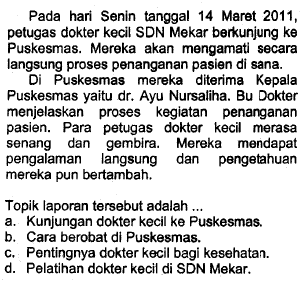 Pada hari Senin tanggal 14 Maret 2011,
petugas dokter kecil SDN Mekar berkunjung ke
Puskesmas. Mereka akan mengamati secara
langsung proses penanganan pasien di sana.
Di Puskesmas mereka diterima Kepala
Puskesmas yaitu dr. Ayu Nursaliha. Bu Dokter
menjelaskan proses kegiatan penanganan
pasien. Para petugas dokter kecil merasa
senang dan gembira. Mereka mendapat
pengalaman langsung dan pengetahuan
mereka pun bertambah.
Topik laporan tersebut adalah ...
a. Kunjungan dokter kecil ke Puskesmas.
b. Cara berobat di Puskesmas.
c. Pentingnya dokter kecil bagi kesehatan.
d. Pelatihan dokter kecil di SDN Mekar.